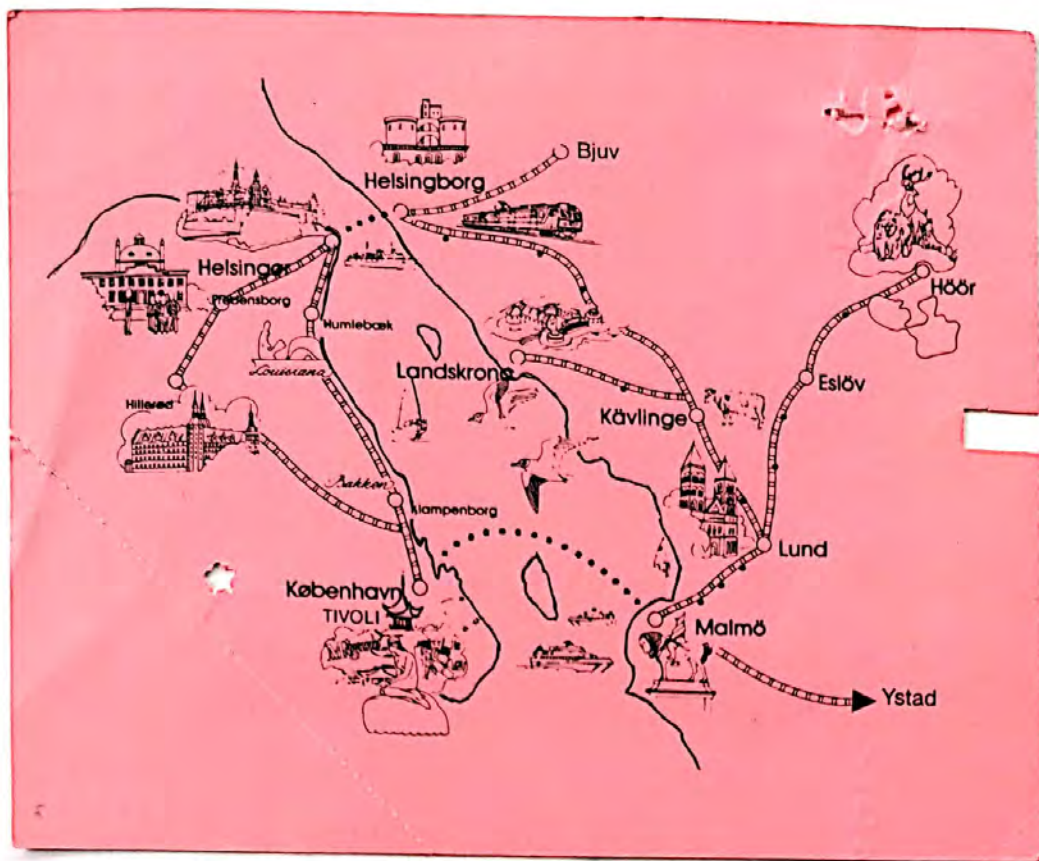 Bjuv
Helsingborg
Helsingør
Höör
Fredensborg
Humlebæk
Louisiana
Landskrona
Eslöv
Hillerød
Kävlinge
Bakken
Klampenborg
Lund
København
TIVOLI
Malmö
Ystad